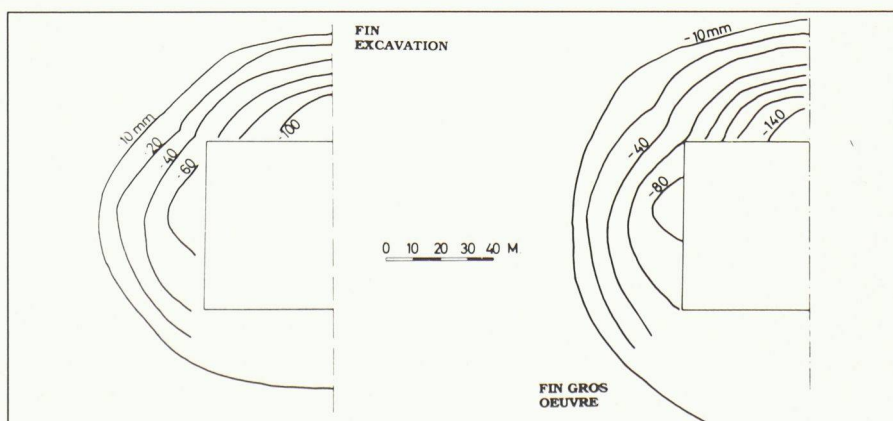 FIN
EXCAVATION
10 mm
-20
-40
-60
-100
-10mm
-40
-80
-140
0 10 20 30 40 M
FIN GROS
OEUVRE